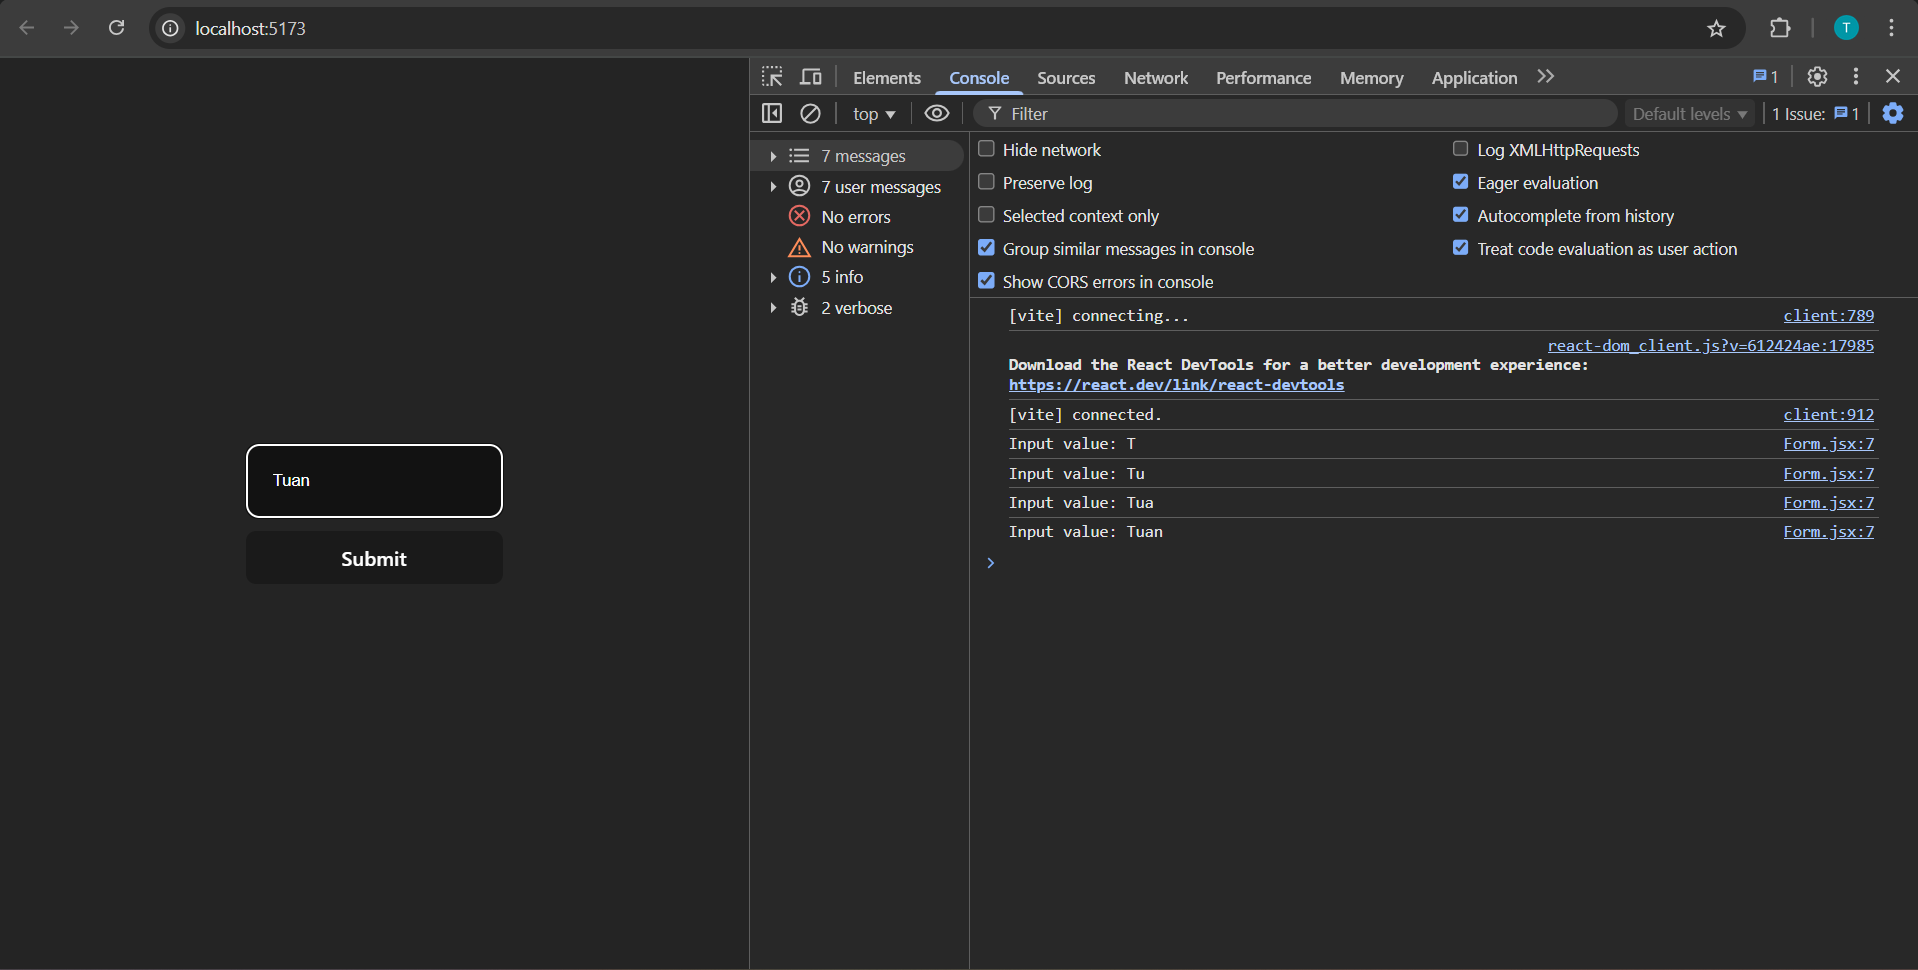 localhost:5173
T
Elements Console Sources Network Performance Memory Application
1
top
Filter
Default levels
1 Issue: 1
7 messages
7 user messages
No errors
No warnings
5 info
2 verbose
Hide network
Log XMLHttpRequests
Preserve log
Eager evaluation
Selected context only
Autocomplete from history
Group similar messages in console
Treat code evaluation as user action
Show CORS errors in console
[vite] connecting... client:789
react-dom_client.js?v=612424ae:17985
Download the React DevTools for a better development experience:
https://react.dev/link/react-devtools
[vite] connected. client:912
Input value: T Form.jsx:7
Input value: Tu Form.jsx:7
Input value: Tua Form.jsx:7
Input value: Tuan Form.jsx:7
Tuan
Submit